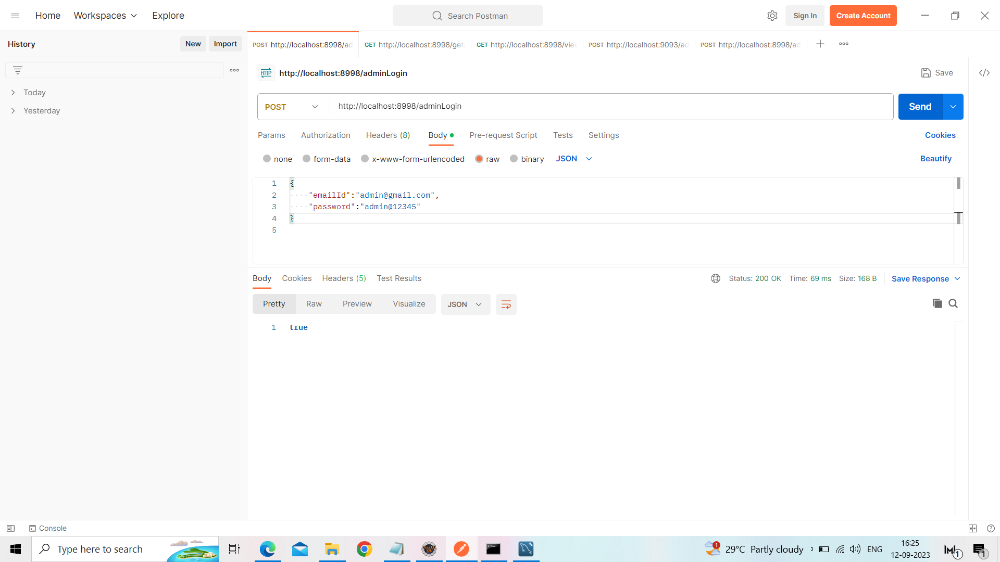 Home Workspaces Explore Search Postman Sign In Create Account
History New Import
POST http://localhost:8998/ad GET http://localhost:8998/get GET http://localhost:8998/vie POST http://localhost:9093/ad POST http://localhost:8998/ad
HTTP http://localhost:8998/adminLogin Save </>
Today
Yesterday
POST http://localhost:8998/adminLogin Send
Params Authorization Headers (8) Body Pre-request Script Tests Settings Cookies
none form-data x-www-form-urlencoded raw binary JSON Beautify
1 {
2 ····"emailId":"admin@gmail.com",
3 ····"password":"admin@12345"
4 }
5
Body Cookies Headers (5) Test Results Status: 200 OK Time: 69 ms Size: 168 B Save Response
Pretty Raw Preview Visualize JSON
1 true
Console
Type here to search 1 29°C Partly cloudy ENG 16:25 1 1
12-09-2023